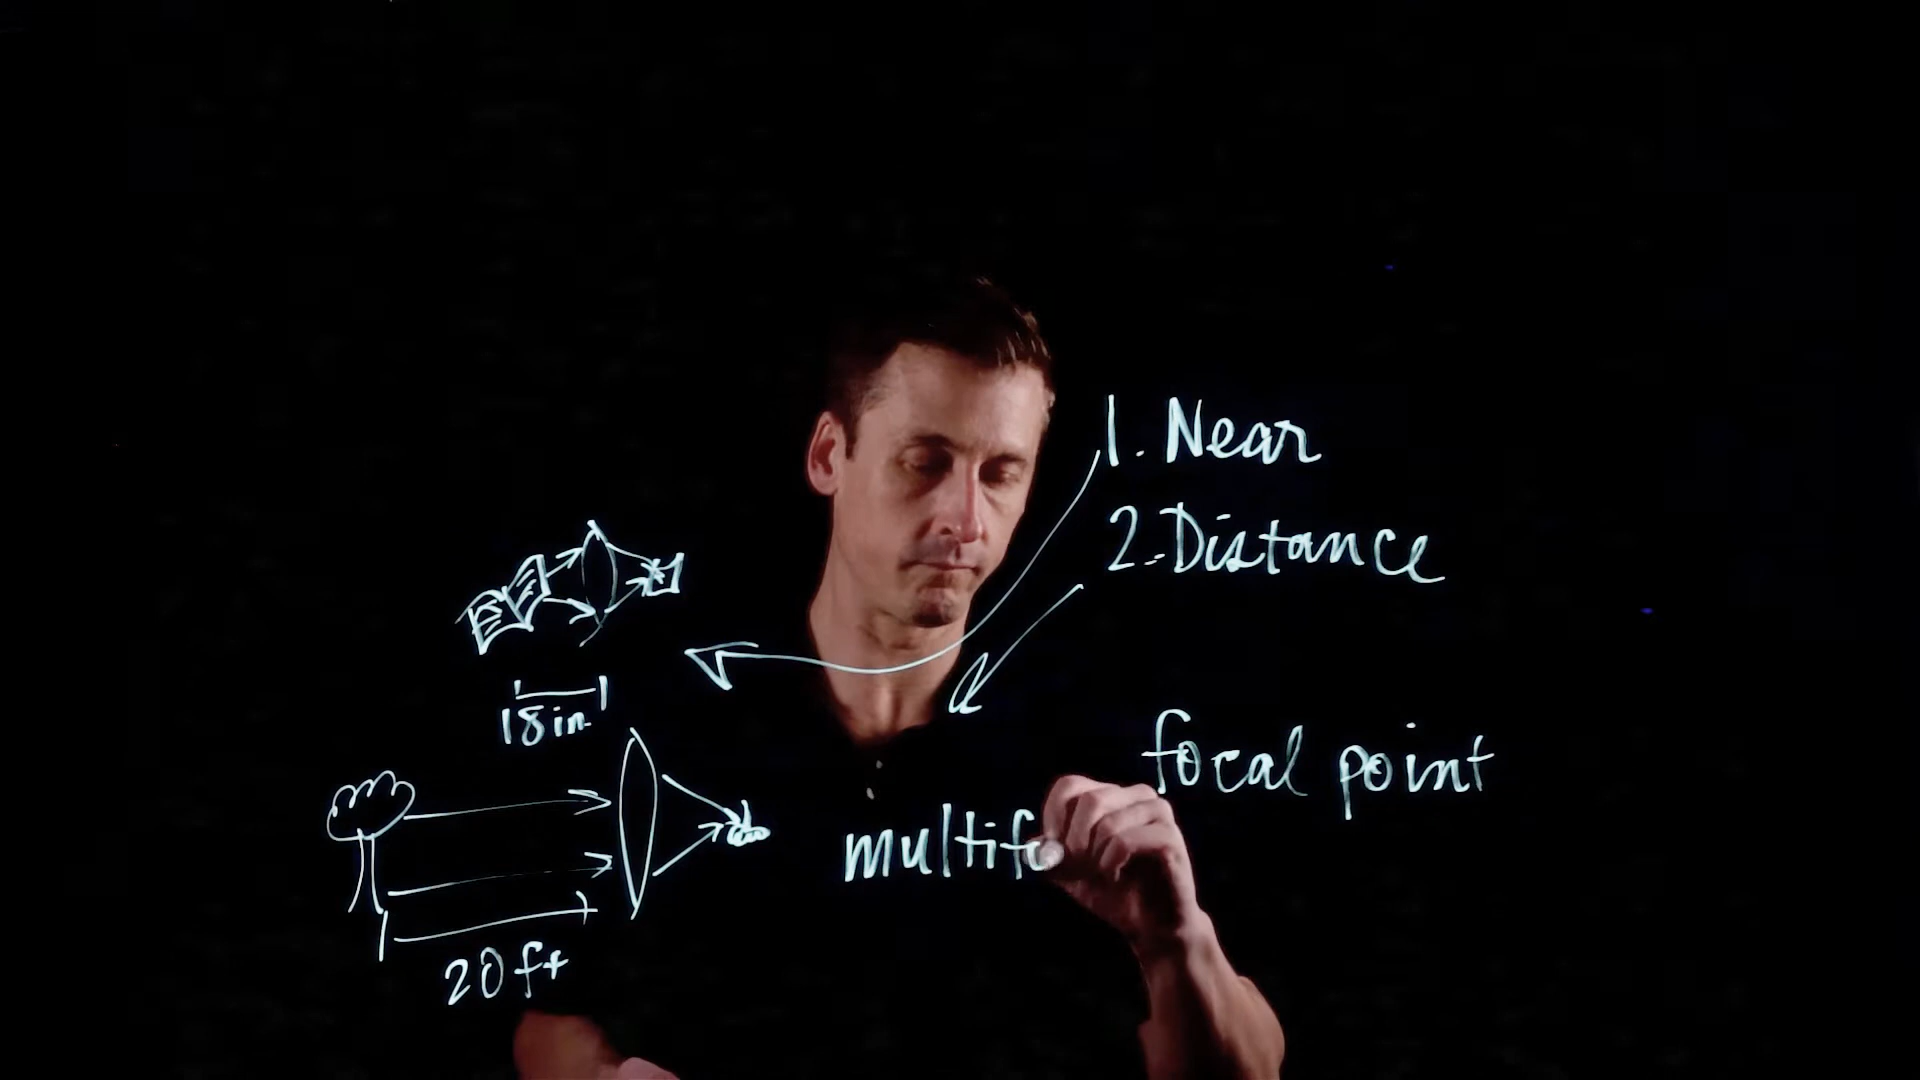 1. Near
2. Distance
18 in
focal point
multifo
20 ft